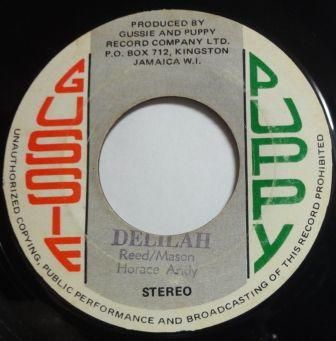 PRODUCED BY
GUSSIE AND PUPPY
RECORD COMPANY LTD.
P.O. BOX 712, KINGSTON
JAMAICA W.I.
GUSSIE
PUPPY
DELILAH
Reed/Mason
Horace Andy
STEREO
UNAUTHORIZED COPYING, PUBLIC PERFORMANCE AND BROADCASTING OF THIS RECORD PROHIBITED